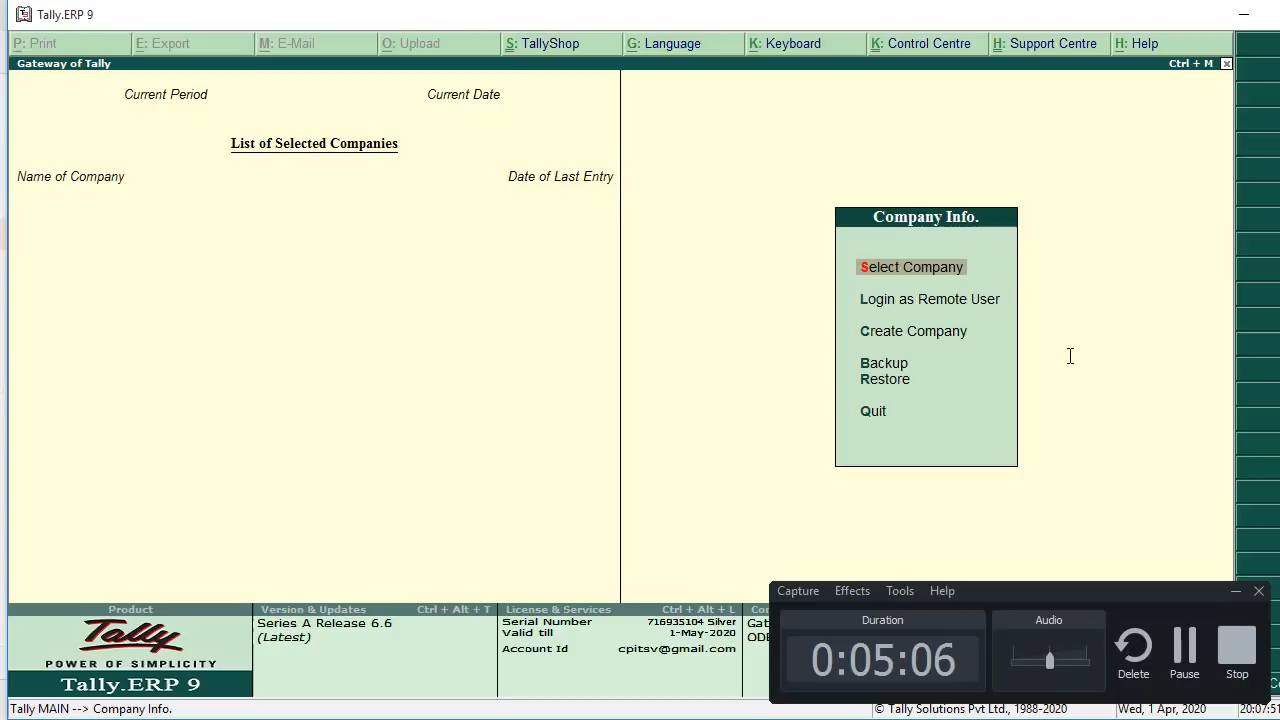 Tally.ERP 9
P: Print
E: Export
M: E-Mail
O: Upload
S: TallyShop
G: Language
K: Keyboard
K: Control Centre
H: Support Centre
H: Help
Gateway of Tally
Ctrl + M
Current Period
Current Date
List of Selected Companies
Name of Company
Date of Last Entry
Company Info.
Select Company
Login as Remote User
Create Company
Backup
Restore
Quit
Capture
Effects
Tools
Help
Duration
0:05:06
Audio
Delete
Pause
Stop
Product
Tally
POWER OF SIMPLICITY
Tally.ERP 9
Version & Updates
Ctrl + Alt + T
Series A Release 6.6
(Latest)
License & Services
Ctrl + Alt + L
Serial Number
716935104 Silver
Valid till
1-May-2020
Account Id
cpitsv@gmail.com
Tally MAIN --> Company Info.
© Tally Solutions Pvt Ltd., 1988-2020
Wed, 1 Apr, 2020
20:07:51